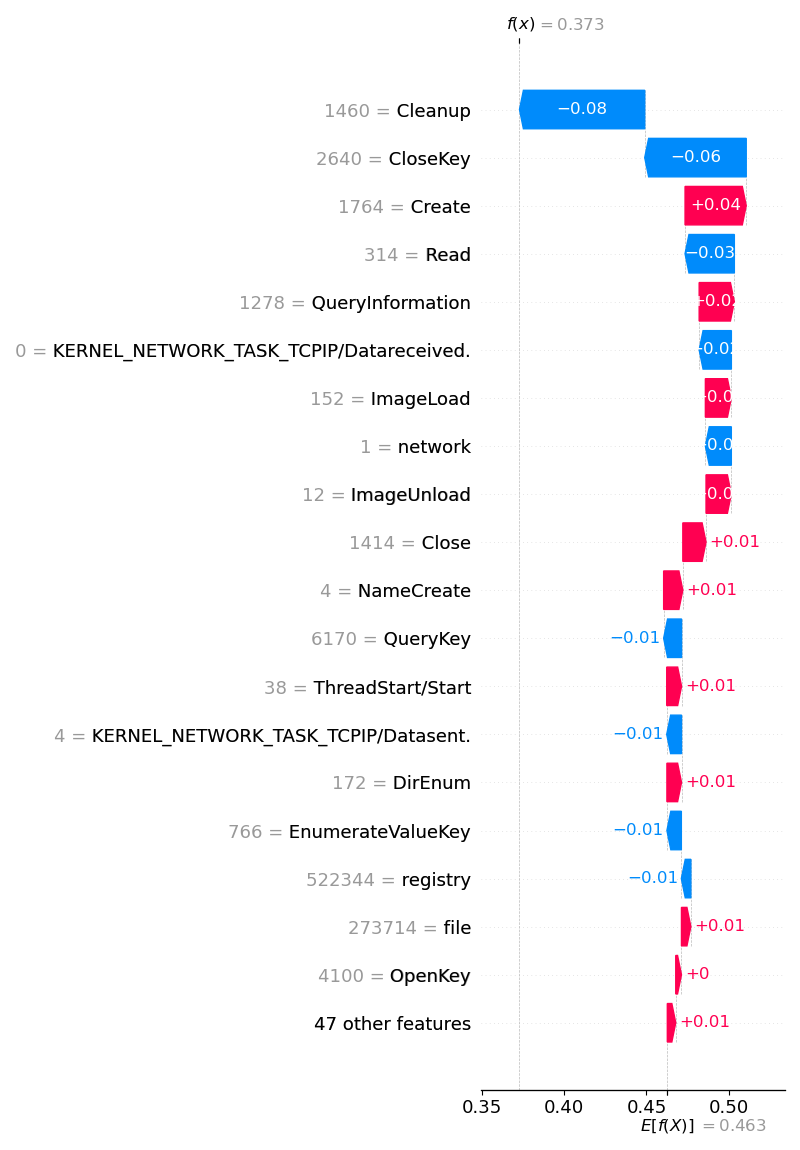 f(x) = 0.373
1460 = Cleanup
−0.08
2640 = CloseKey
−0.06
1764 = Create
+0.04
314 = Read
−0.03
1278 = QueryInformation
0 = KERNEL_NETWORK_TASK_TCPIP/Datareceived.
152 = ImageLoad
1 = network
12 = ImageUnload
1414 = Close
+0.01
4 = NameCreate
+0.01
6170 = QueryKey
−0.01
38 = ThreadStart/Start
+0.01
4 = KERNEL_NETWORK_TASK_TCPIP/Datasent.
−0.01
172 = DirEnum
+0.01
766 = EnumerateValueKey
−0.01
522344 = registry
−0.01
273714 = file
+0.01
4100 = OpenKey
+0
47 other features
+0.01
0.35 0.40 0.45 0.50
E[f(X)] = 0.463